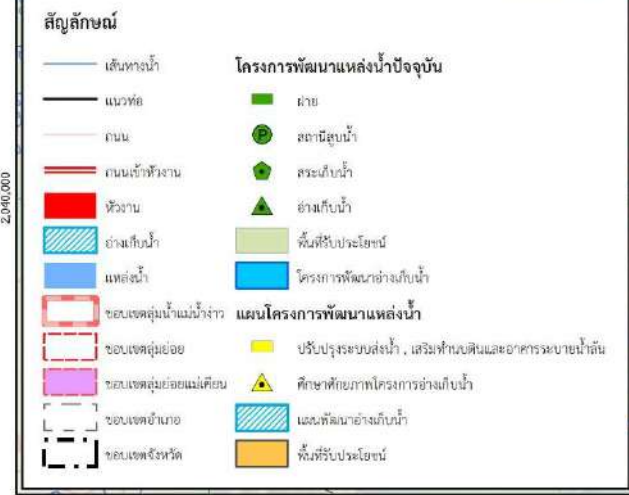 สัญลักษณ์
เส้นทางน้ำ
แนวท่อ
ถนน
ถนนเข้าหัวงาน
หัวงาน
อ่างเก็บน้ำ
แหล่งน้ำ
ขอบเขตลุ่มน้ำแม่น้ำงาว
ขอบเขตลุ่มย่อย
ขอบเขตลุ่มย่อยแม่เคียน
ขอบเขตอำเภอ
ขอบเขตจังหวัด
โครงการพัฒนาแหล่งน้ำปัจจุบัน
ฝาย
P สถานีสูบน้ำ
สระเก็บน้ำ
อ่างเก็บน้ำ
พื้นที่รับประโยชน์
โครงการพัฒนาอ่างเก็บน้ำ
แผนโครงการพัฒนาแหล่งน้ำ
ปรับปรุงระบบส่งน้ำ , เสริมทำนบดินและอาคารระบายน้ำล้น
ศึกษาศักยภาพโครงการอ่างเก็บน้ำ
แผนพัฒนาอ่างเก็บน้ำ
พื้นที่รับประโยชน์
2,040,000